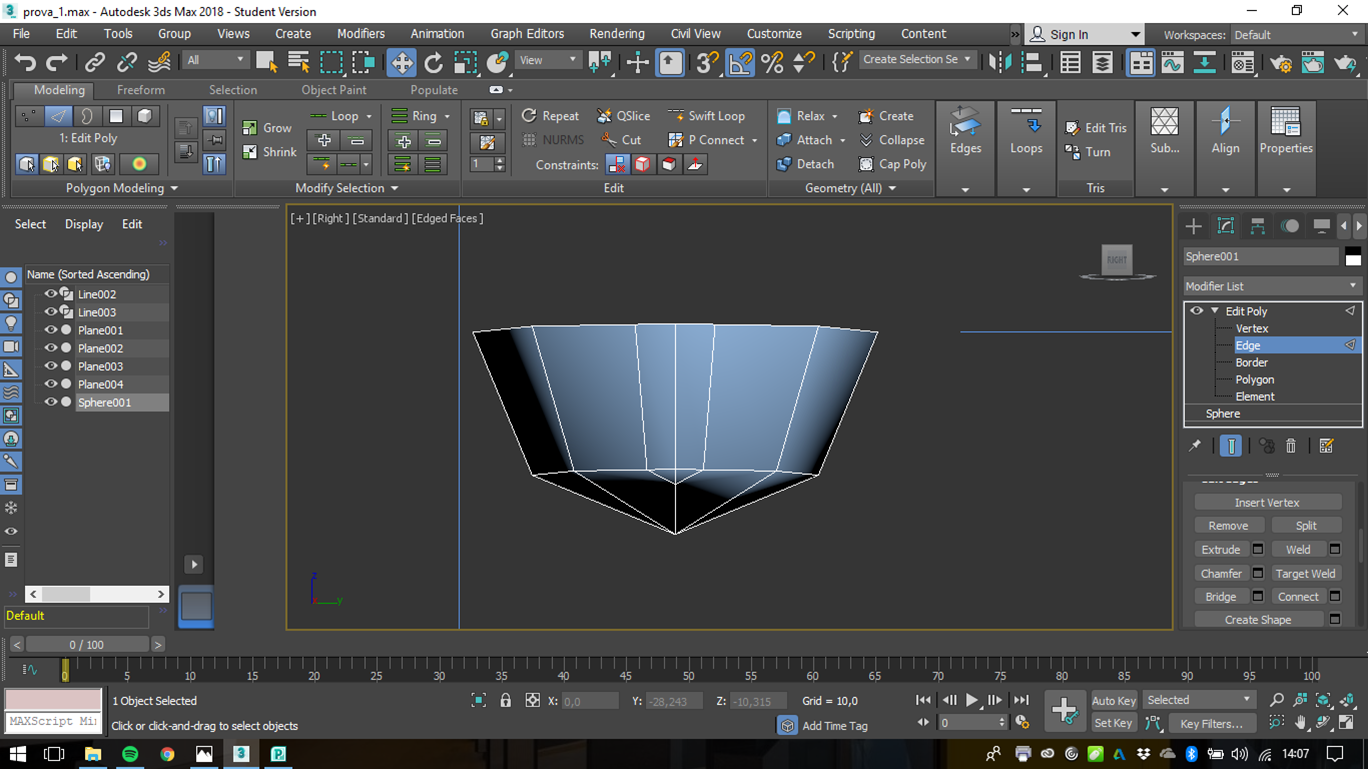 prova_1.max - Autodesk 3ds Max 2018 - Student Version
File Edit Tools Group Views Create Modifiers Animation Graph Editors Rendering Civil View Customize Scripting Content » Sign In Workspaces: Default
All View Create Selection Se
Modeling Freeform Selection Object Paint Populate
1: Edit Poly
Grow Loop Ring Repeat QSlice Swift Loop Relax Create Edit Tris
Shrink NURMS Cut P Connect Attach Collapse Turn
1 Constraints: Detach Cap Poly
Edges Loops Sub... Align Properties
Polygon Modeling Modify Selection Edit Geometry (All) Tris
Select Display Edit
Name (Sorted Ascending)
Line002
Line003
Plane001
Plane002
Plane003
Plane004
Sphere001
Default
[+] [Right] [Standard] [Edged Faces]
RIGHT
z
y
Sphere001
Modifier List
Edit Poly
Vertex
Edge
Border
Polygon
Element
Sphere
Insert Vertex
Remove Split
Extrude Weld
Chamfer Target Weld
Bridge Connect
Create Shape
< 0 / 100 >
0 5 10 15 20 25 30 35 40 45 50 55 60 65 70 75 80 85 90 95 100
1 Object Selected X: 0,0 Y: -28,243 Z: -10,315 Grid = 10,0 Auto Key Selected
MAXScript Mi
Click or click-and-drag to select objects Add Time Tag 0 Set Key Key Filters...
14:07